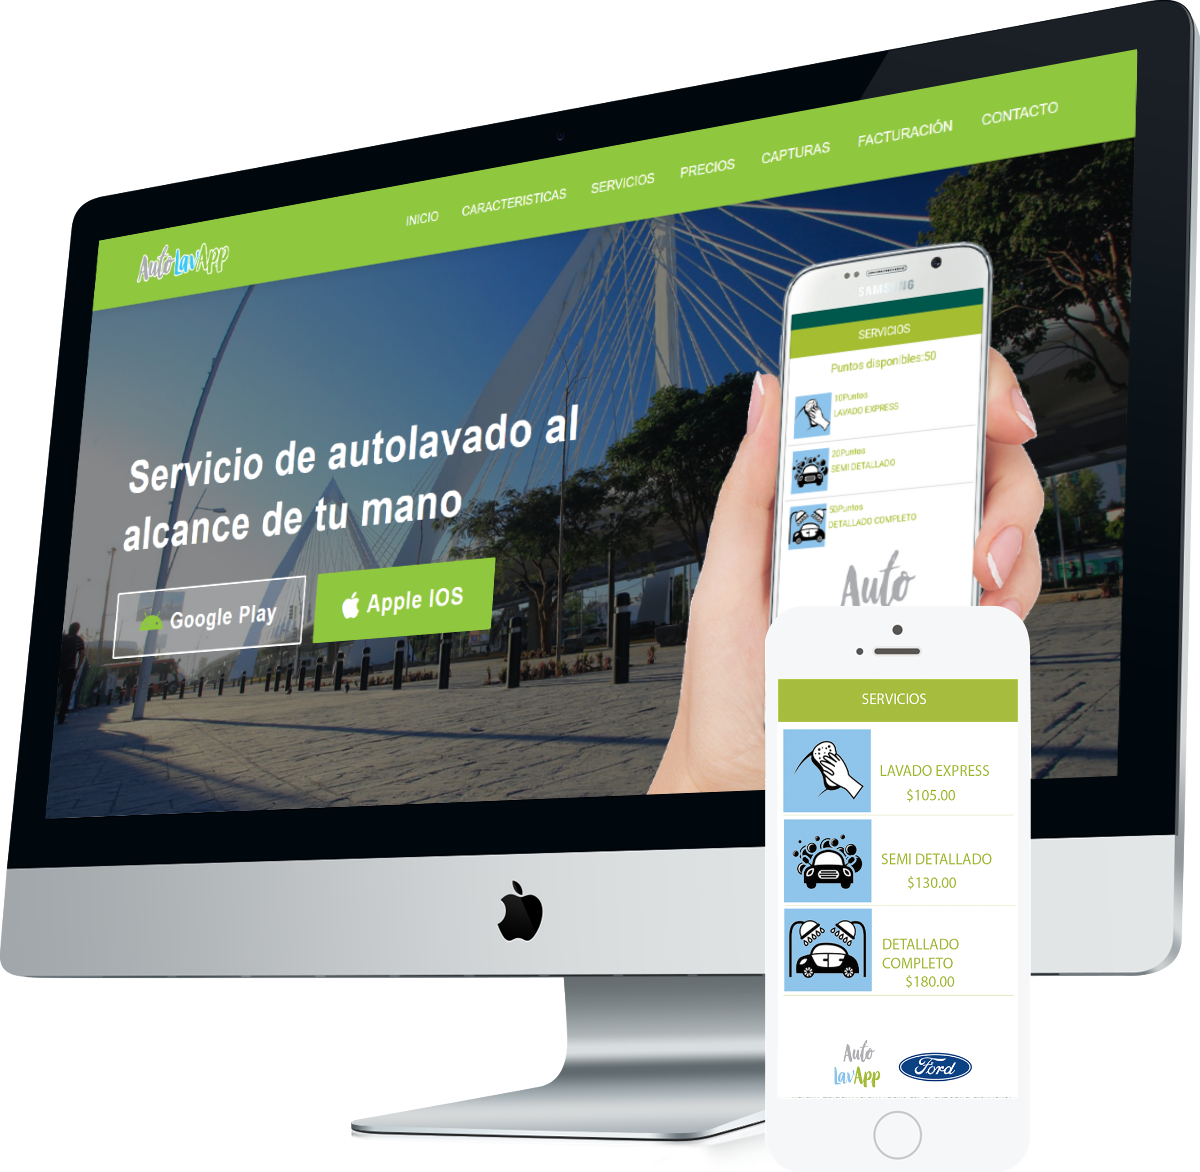 INICIO
CARACTERISTICAS
SERVICIOS
PRECIOS
CAPTURAS
FACTURACIÓN
CONTACTO
AutoLavApp
Servicio de autolavado al
alcance de tu mano
Google Play
Apple IOS
SAMSUNG
SERVICIOS
Puntos disponibles:50
10Puntos
LAVADO EXPRESS
20Puntos
SEMI DETALLADO
50Puntos
DETALLADO COMPLETO
Auto
SERVICIOS
LAVADO EXPRESS
$105.00
SEMI DETALLADO
$130.00
DETALLADO
COMPLETO
$180.00
Auto
Lav'App
Ford